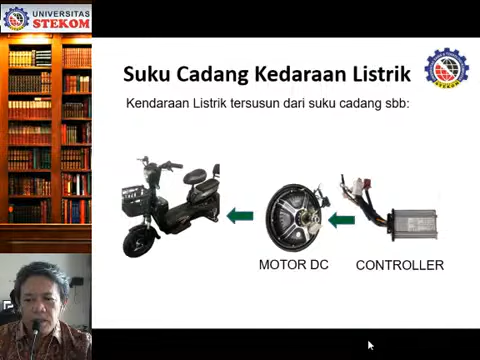 UNIVERSITAS
STEKOM
Suku Cadang Kedaraan Listrik
Kendaraan Listrik tersusun dari suku cadang sbb:
MOTOR DC
CONTROLLER